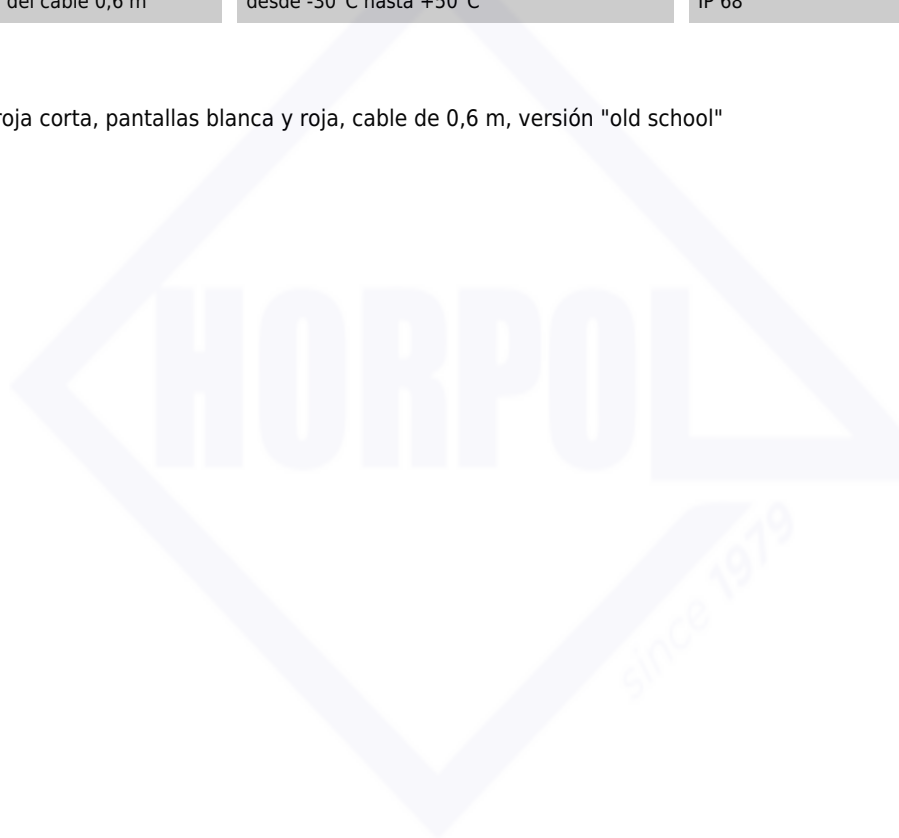 del cable 0,6 m desde -30°C hasta +50°C IP 68
roja corta, pantallas blanca y roja, cable de 0,6 m, versión "old school"
HORPOL
since 1979